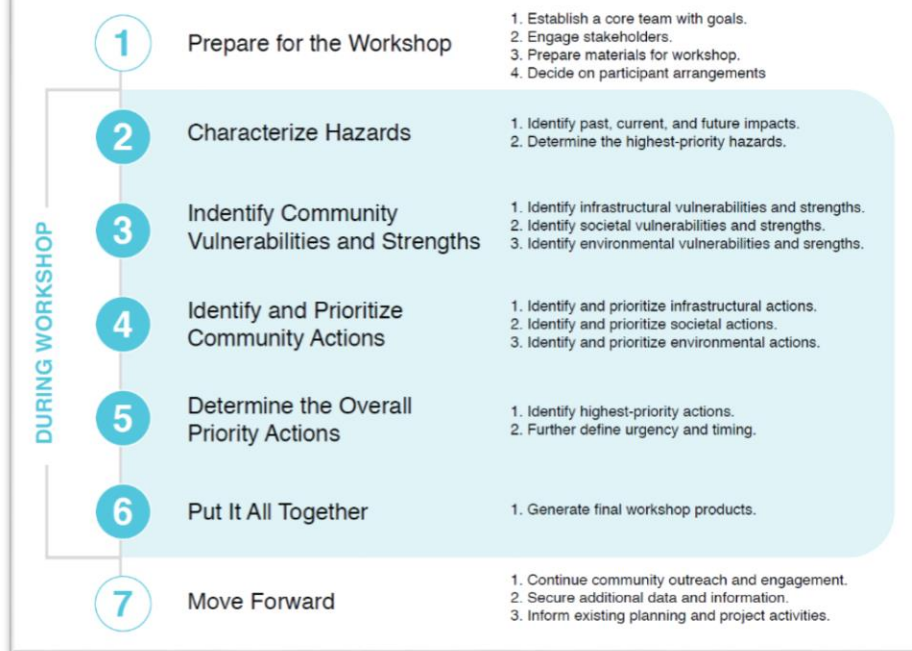 1
Prepare for the Workshop
1. Establish a core team with goals.
2. Engage stakeholders.
3. Prepare materials for workshop.
4. Decide on participant arrangements
DURING WORKSHOP
2
Characterize Hazards
1. Identify past, current, and future impacts.
2. Determine the highest-priority hazards.
3
Indentify Community
Vulnerabilities and Strengths
1. Identify infrastructural vulnerabilities and strengths.
2. Identify societal vulnerabilities and strengths.
3. Identify environmental vulnerabilities and srengths.
4
Identify and Prioritize
Community Actions
1. Identify and prioritize infrastructural actions.
2. Identify and prioritize societal actions.
3. Identify and prioritize environmental actions.
5
Determine the Overall
Priority Actions
1. Identify highest-priority actions.
2. Further define urgency and timing.
6
Put It All Together
1. Generate final workshop products.
7
Move Forward
1. Continue community outreach and engagement.
2. Secure additional data and information.
3. Inform existing planning and project activities.